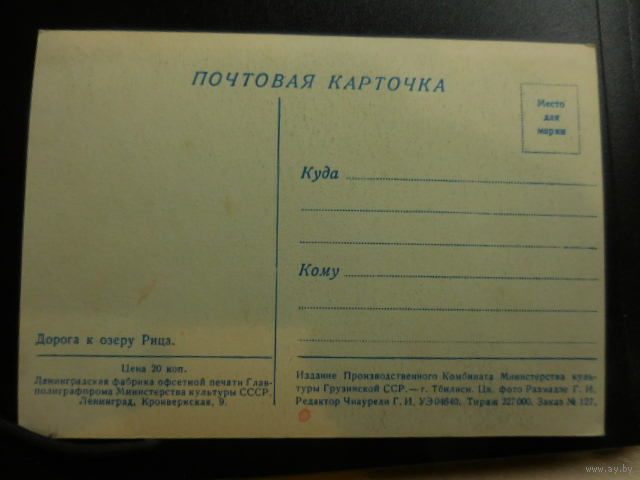 ПОЧТОВАЯ КАРТОЧКА
Место
для
марки
Куда
Кому
Дорога к озеру Рица.
Цена 20 коп.
Ленинградская фабрика офсетной печати Глав-
полиграфпрома Министерства культуры СССР.
Ленинград, Кронверкская, 9.
Издание Производственного Комбината Министерства куль-
туры Грузинской ССР.—г. Тбилиси. Цв. фото Размадзе Г. И.
Редактор Чиаурели Г. И. УЭ04640. Тираж 327000. Заказ № 127.
www.ay.by